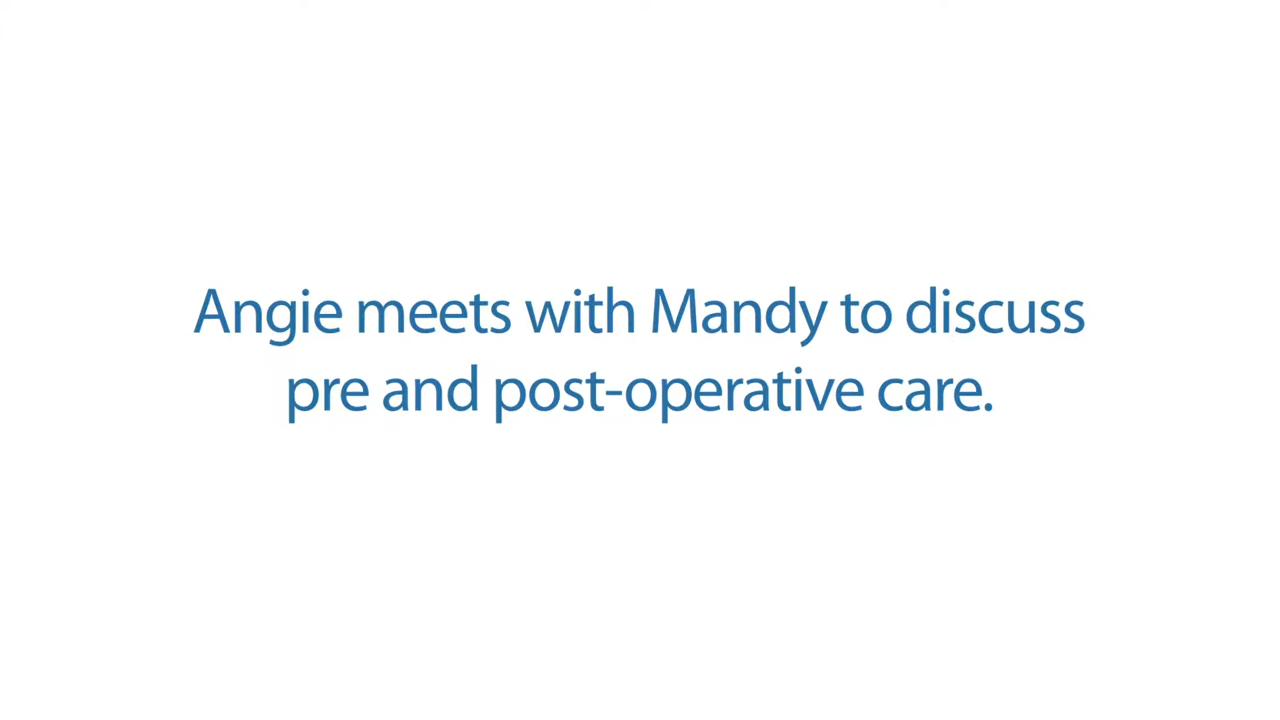 Angie meets with Mandy to discuss
pre and post-operative care.